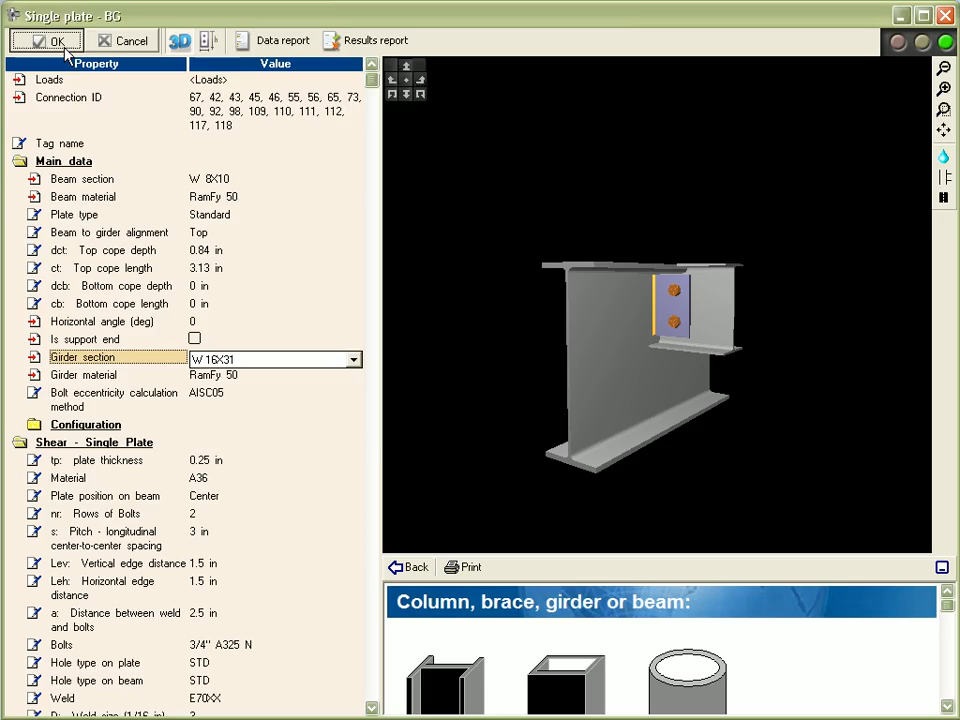 Single plate - BG
OK
Cancel
3D
Data report
Results report
Property
Value
Loads
<Loads>
Connection ID
67, 42, 43, 45, 46, 55, 56, 65, 73,
90, 92, 98, 109, 110, 111, 112,
117, 118
Tag name
Main data
Beam section
W 8X10
Beam material
RamFy 50
Plate type
Standard
Beam to girder alignment
Top
dct: Top cope depth
0.84 in
ct: Top cope length
3.13 in
dcb: Bottom cope depth
0 in
cb: Bottom cope length
0 in
Horizontal angle (deg)
0
Is support end
Girder section
W 16X31
Girder material
RamFy 50
Bolt eccentricity calculation
method
AISC05
Configuration
Shear - Single Plate
tp: plate thickness
0.25 in
Material
A36
Plate position on beam
Center
nr: Rows of Bolts
2
s: Pitch - longitudinal
center-to-center spacing
3 in
Lev: Vertical edge distance
1.5 in
Leh: Horizontal edge
distance
1.5 in
a: Distance between weld
and bolts
2.5 in
Bolts
3/4" A325 N
Hole type on plate
STD
Hole type on beam
STD
Weld
E70XX
D: Weld size (1/16 in)
3
Back
Print
Column, brace, girder or beam: